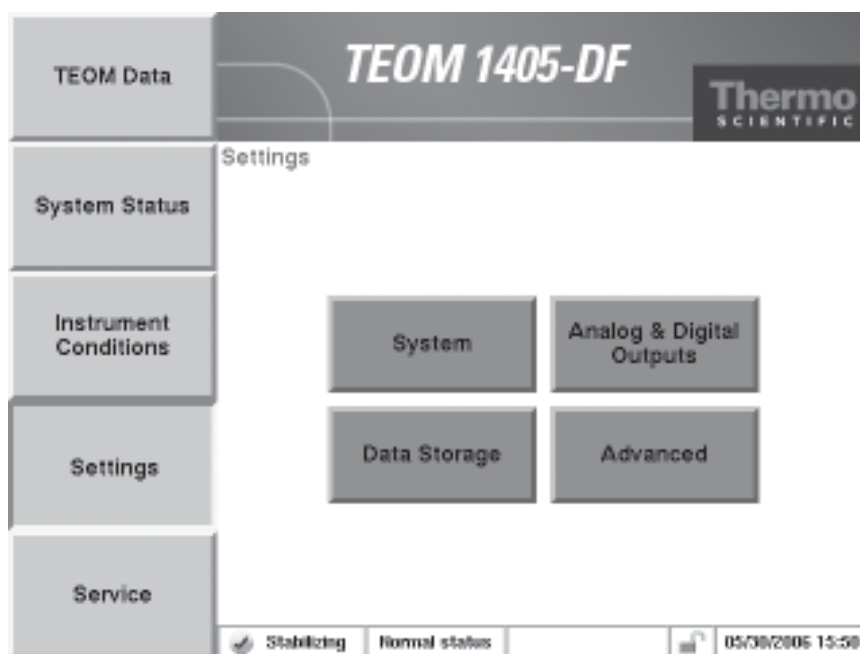 TEOM Data
TEOM 1405-DF
Thermo
SCIENTIFIC
Settings
System Status
Instrument
Conditions
System
Analog & Digital
Outputs
Settings
Data Storage
Advanced
Service
Stabilizing
Normal status
05/30/2006 15:50